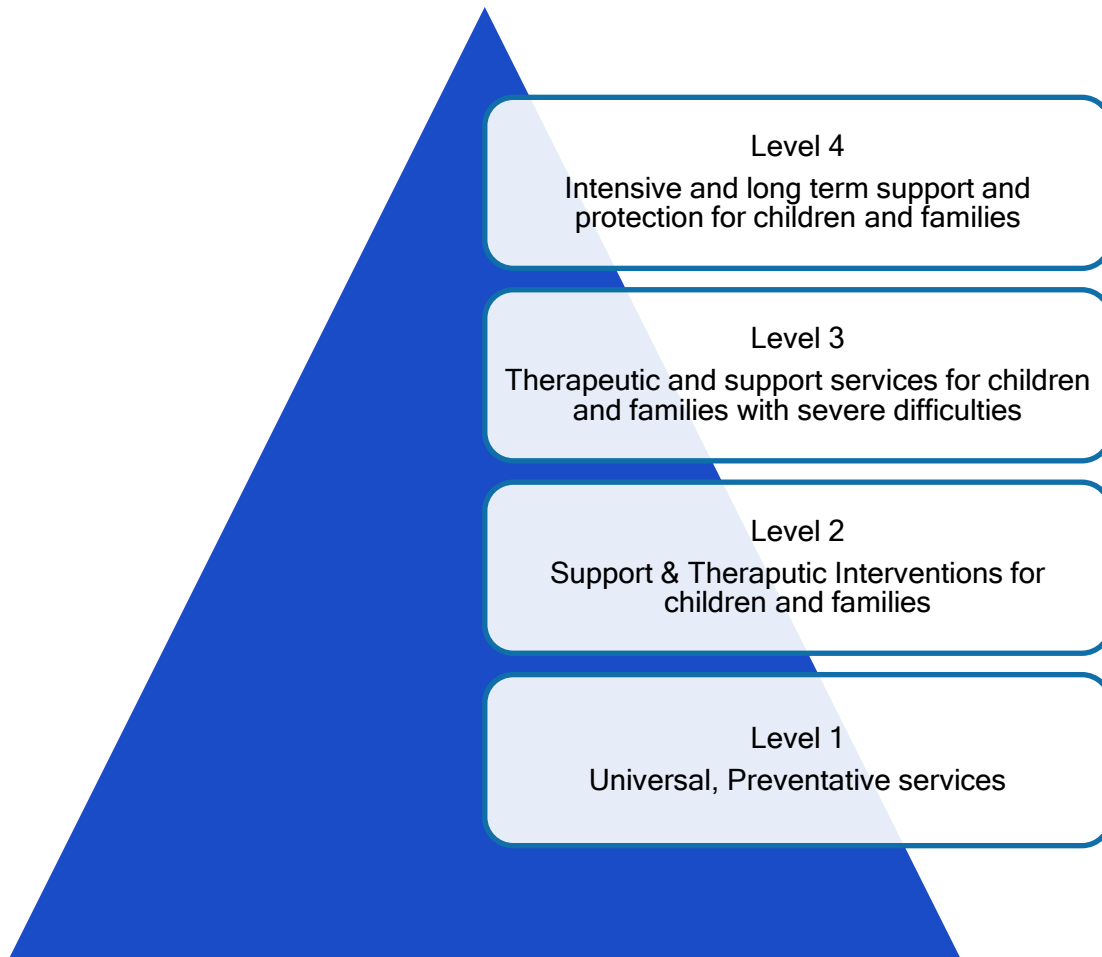 Level 4
Intensive and long term support and
protection for children and families
Level 3
Therapeutic and support services for children
and families with severe difficulties
Level 2
Support & Theraputic Interventions for
children and families
Level 1
Universal, Preventative services